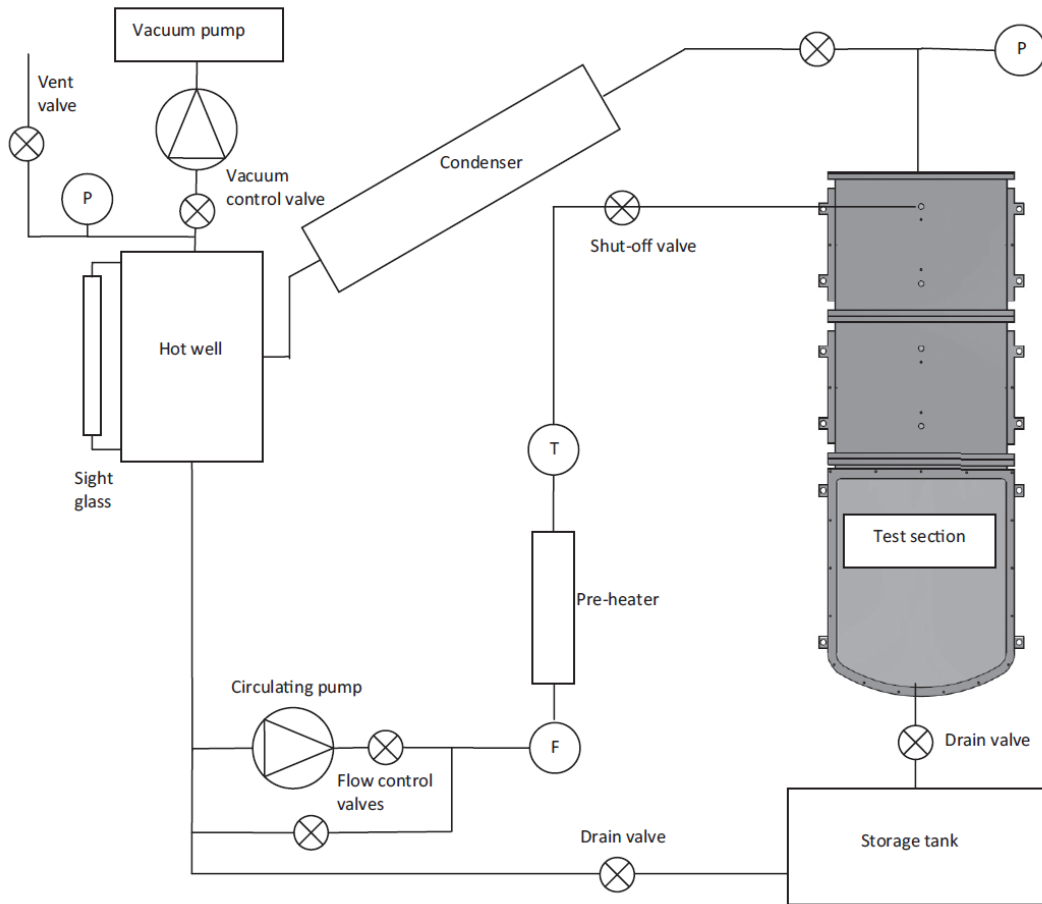 Vacuum pump
Vent
valve
P
Condenser
P
Vacuum
control valve
Shut-off valve
Hot well
T
Sight
glass
Test section
Pre-heater
Circulating pump
F
Drain valve
Flow control
valves
Drain valve
Storage tank